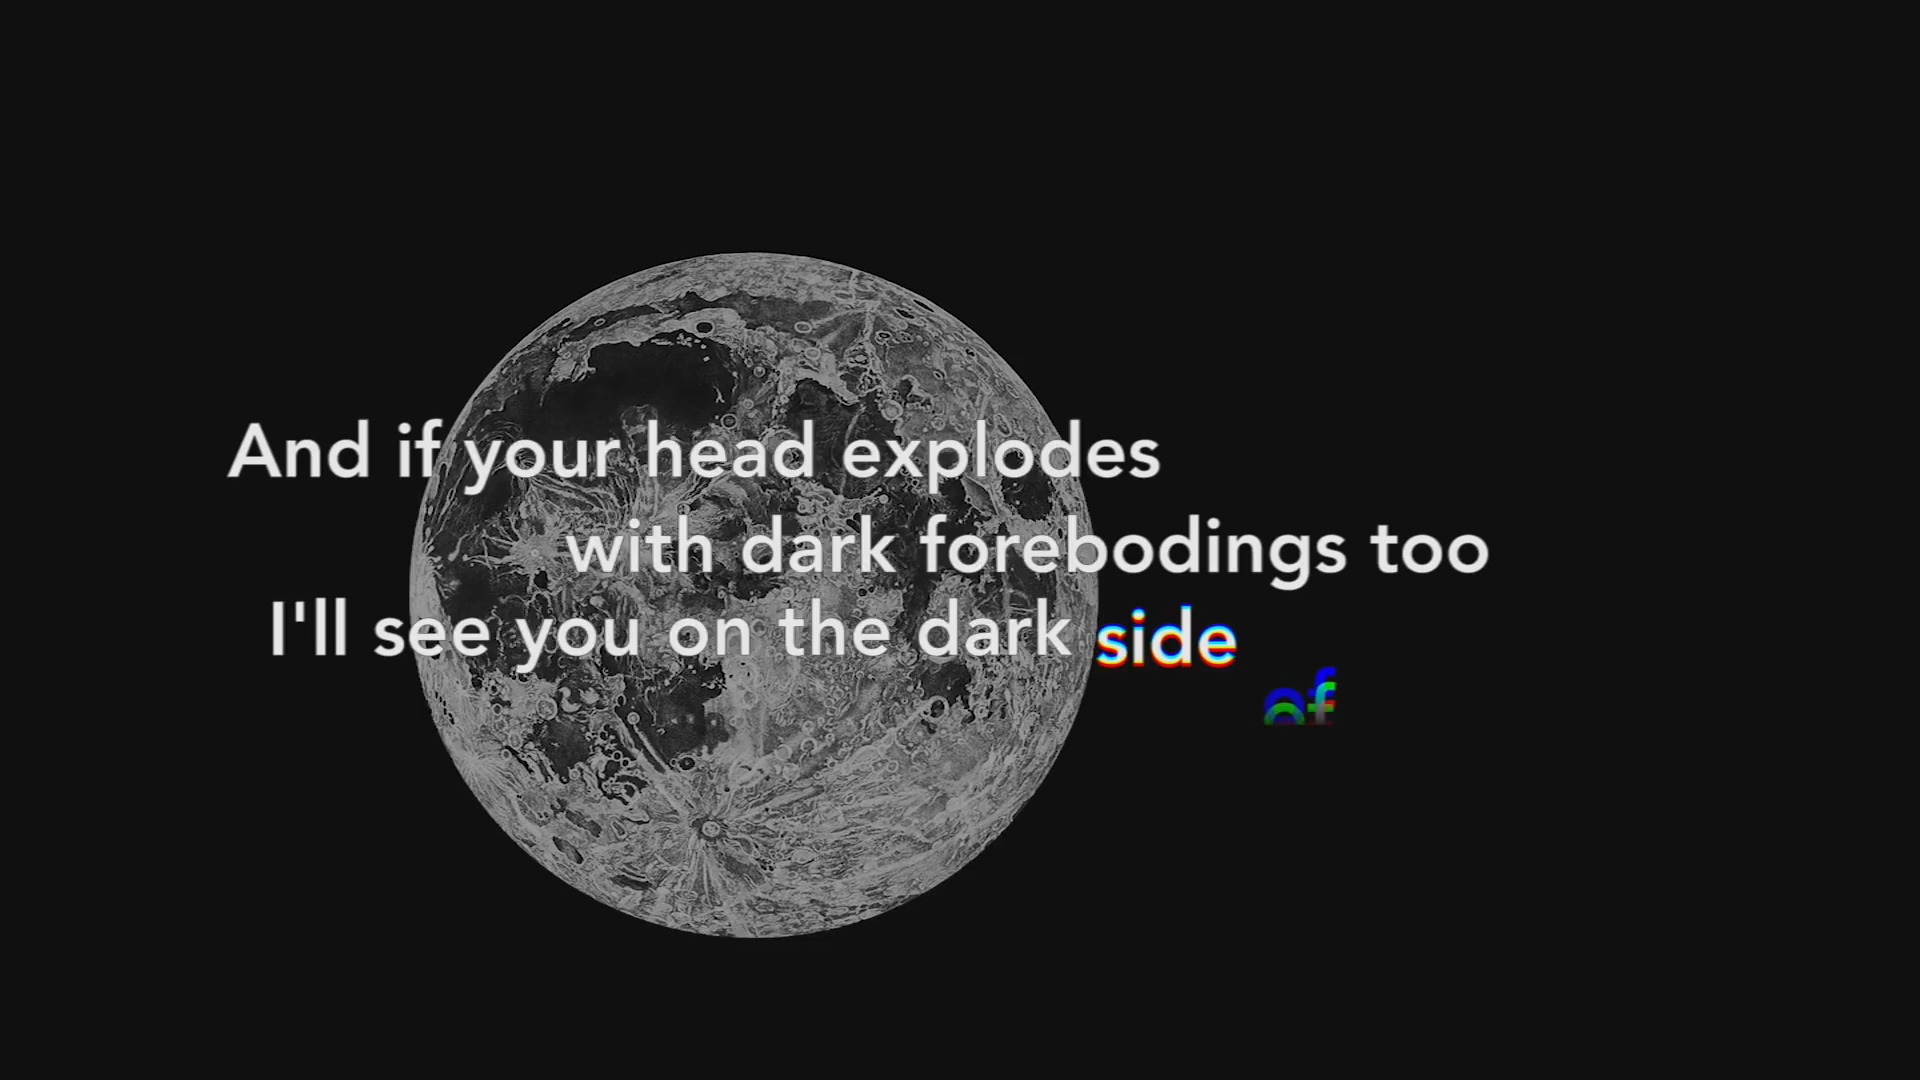 And if your head explodes
with dark forebodings too
I'll see you on the dark side
of